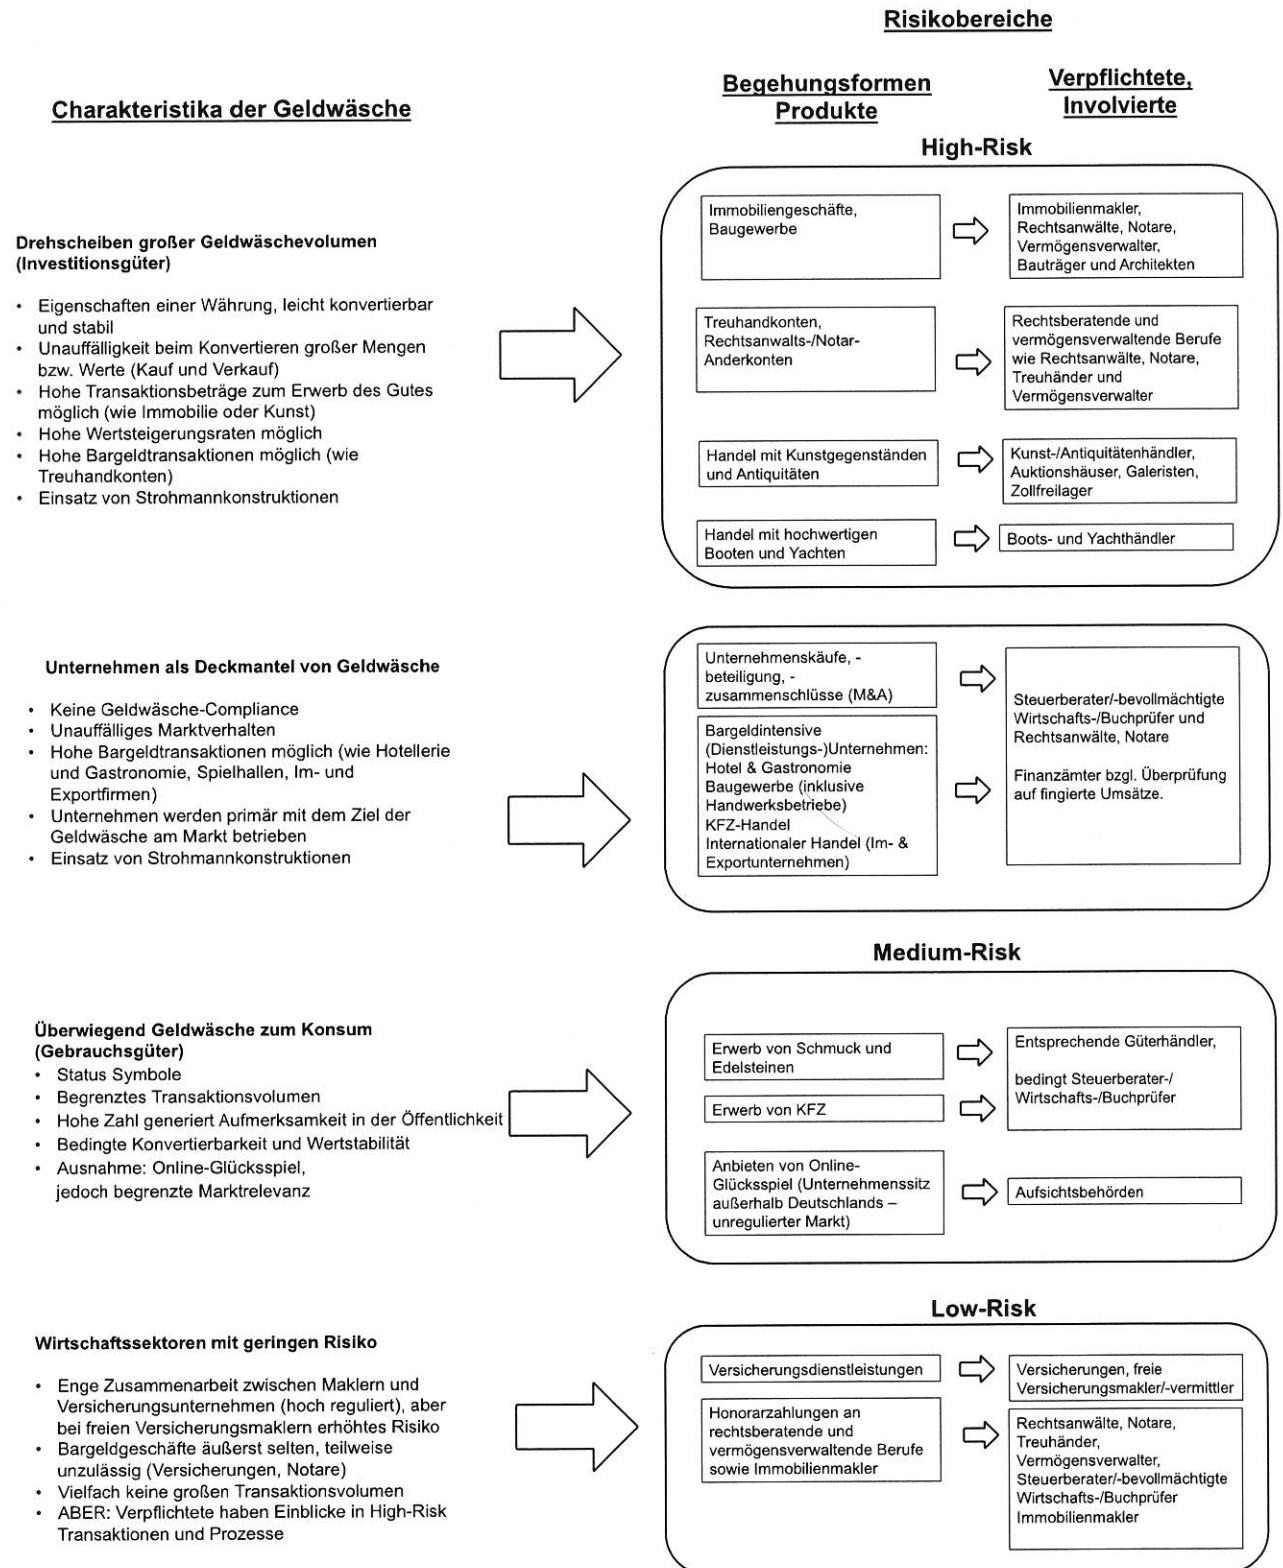 Risikobereiche
Charakteristika der Geldwäsche
Begehungsformen
Produkte
Verpflichtete,
Involvierte
High-Risk
Drehscheiben großer Geldwäschevolumen
(Investitionsgüter)
• Eigenschaften einer Währung, leicht konvertierbar
und stabil
• Unauffälligkeit beim Konvertieren großer Mengen
bzw. Werte (Kauf und Verkauf)
• Hohe Transaktionsbeträge zum Erwerb des Gutes
möglich (wie Immobilie oder Kunst)
• Hohe Wertsteigerungsraten möglich
• Hohe Bargeldtransaktionen möglich (wie
Treuhandkonten)
• Einsatz von Strohmannkonstruktionen
Immobiliengeschäfte,
Baugewerbe
Immobilienmakler,
Rechtsanwälte, Notare,
Vermögensverwalter,
Bauträger und Architekten
Treuhandkonten,
Rechtsanwalts-/Notar-
Anderkonten
Rechtsberatende und
vermögensverwaltende Berufe
wie Rechtsanwälte, Notare,
Treuhänder und
Vermögensverwalter
Handel mit Kunstgegenständen
und Antiquitäten
Kunst-/Antiquitätenhändler,
Auktionshäuser, Galeristen,
Zollfreilager
Handel mit hochwertigen
Booten und Yachten
Boots- und Yachthändler
Unternehmen als Deckmantel von Geldwäsche
• Keine Geldwäsche-Compliance
• Unauffälliges Marktverhalten
• Hohe Bargeldtransaktionen möglich (wie Hotellerie
und Gastronomie, Spielhallen, Im- und
Exportfirmen)
• Unternehmen werden primär mit dem Ziel der
Geldwäsche am Markt betrieben
• Einsatz von Strohmannkonstruktionen
Unternehmenskäufe, -
beteiligung, -
zusammenschlüsse (M&A)
Bargeldintensive
(Dienstleistungs-)Unternehmen:
Hotel & Gastronomie
Baugewerbe (inklusive
Handwerksbetriebe)
KFZ-Handel
Internationaler Handel (Im- &
Exportunternehmen)
Steuerberater/-bevollmächtigte
Wirtschafts-/Buchprüfer und
Rechtsanwälte, Notare
Finanzämter bzgl. Überprüfung
auf fingierte Umsätze.
Medium-Risk
Überwiegend Geldwäsche zum Konsum
(Gebrauchsgüter)
• Status Symbole
• Begrenztes Transaktionsvolumen
• Hohe Zahl generiert Aufmerksamkeit in der Öffentlichkeit
• Bedingte Konvertierbarkeit und Wertstabilität
• Ausnahme: Online-Glücksspiel,
jedoch begrenzte Marktrelevanz
Erwerb von Schmuck und
Edelsteinen
Erwerb von KFZ
Entsprechende Güterhändler,
bedingt Steuerberater-/
Wirtschafts-/Buchprüfer
Anbieten von Online-
Glücksspiel (Unternehmenssitz
außerhalb Deutschlands –
unregulierter Markt)
Aufsichtsbehörden
Low-Risk
Wirtschaftssektoren mit geringen Risiko
• Enge Zusammenarbeit zwischen Maklern und
Versicherungsunternehmen (hoch reguliert), aber
bei freien Versicherungsmaklern erhöhtes Risiko
• Bargeldgeschäfte äußerst selten, teilweise
unzulässig (Versicherungen, Notare)
• Vielfach keine großen Transaktionsvolumen
• ABER: Verpflichtete haben Einblicke in High-Risk
Transaktionen und Prozesse
Versicherungsdienstleistungen
Versicherungen, freie
Versicherungsmakler/-vermittler
Honorarzahlungen an
rechtsberatende und
vermögensverwaltende Berufe
sowie Immobilienmakler
Rechtsanwälte, Notare,
Treuhänder,
Vermögensverwalter,
Steuerberater/-bevollmächtigte
Wirtschafts-/Buchprüfer
Immobilienmakler